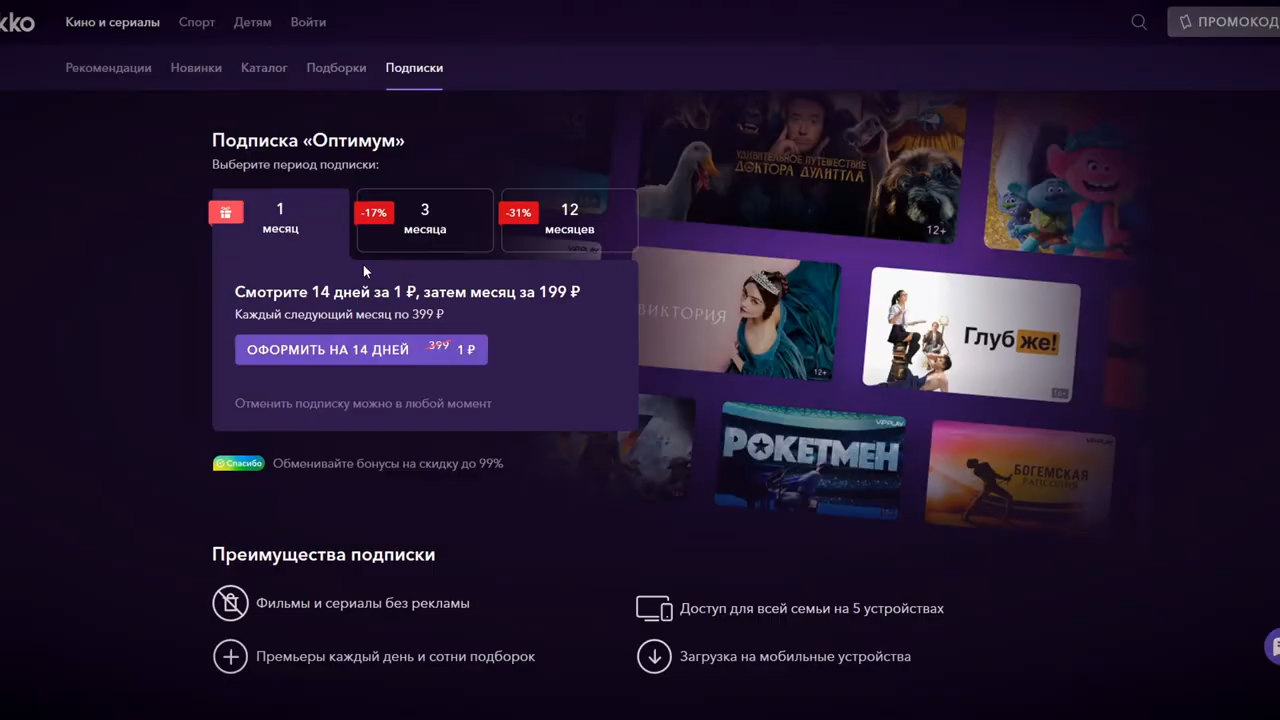 кко
Кино и сериалы
Спорт
Детям
Войти
ПРОМОКОД
Рекомендации
Новинки
Каталог
Подборки
Подписки
Подписка «Оптимум»
Выберите период подписки:
1
месяц
-17%
3
месяца
-31%
12
месяцев
Смотрите 14 дней за 1 ₽, затем месяц за 199 ₽
Каждый следующий месяц по 399 ₽
ОФОРМИТЬ НА 14 ДНЕЙ 399 1 ₽
Отменить подписку можно в любой момент
Спасибо
Обменивайте бонусы на скидку до 99%
УДИВИТЕЛЬНОЕ ПУТЕШЕСТВИЕ
ДОКТОРА ДУЛИТТЛА
12+
ВИКТОРИЯ
12+
Глубже!
18+
РОКЕТМЕН
БОГЕМСКАЯ
РАПСОДИЯ
Преимущества подписки
Фильмы и сериалы без рекламы
Доступ для всей семьи на 5 устройствах
Премьеры каждый день и сотни подборок
Загрузка на мобильные устройства